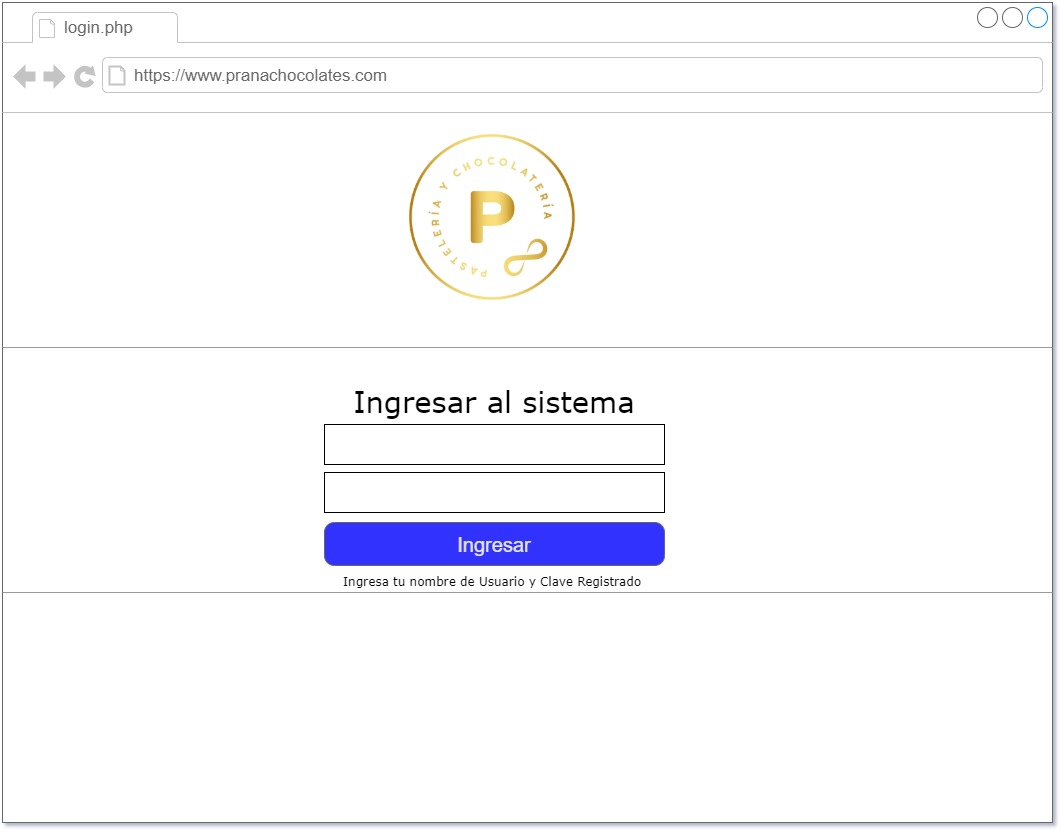 login.php
https://www.pranachocolates.com
PASTELERÍA Y CHOCOLATERÍA
P
Ingresar al sistema
Ingresar
Ingresa tu nombre de Usuario y Clave Registrado